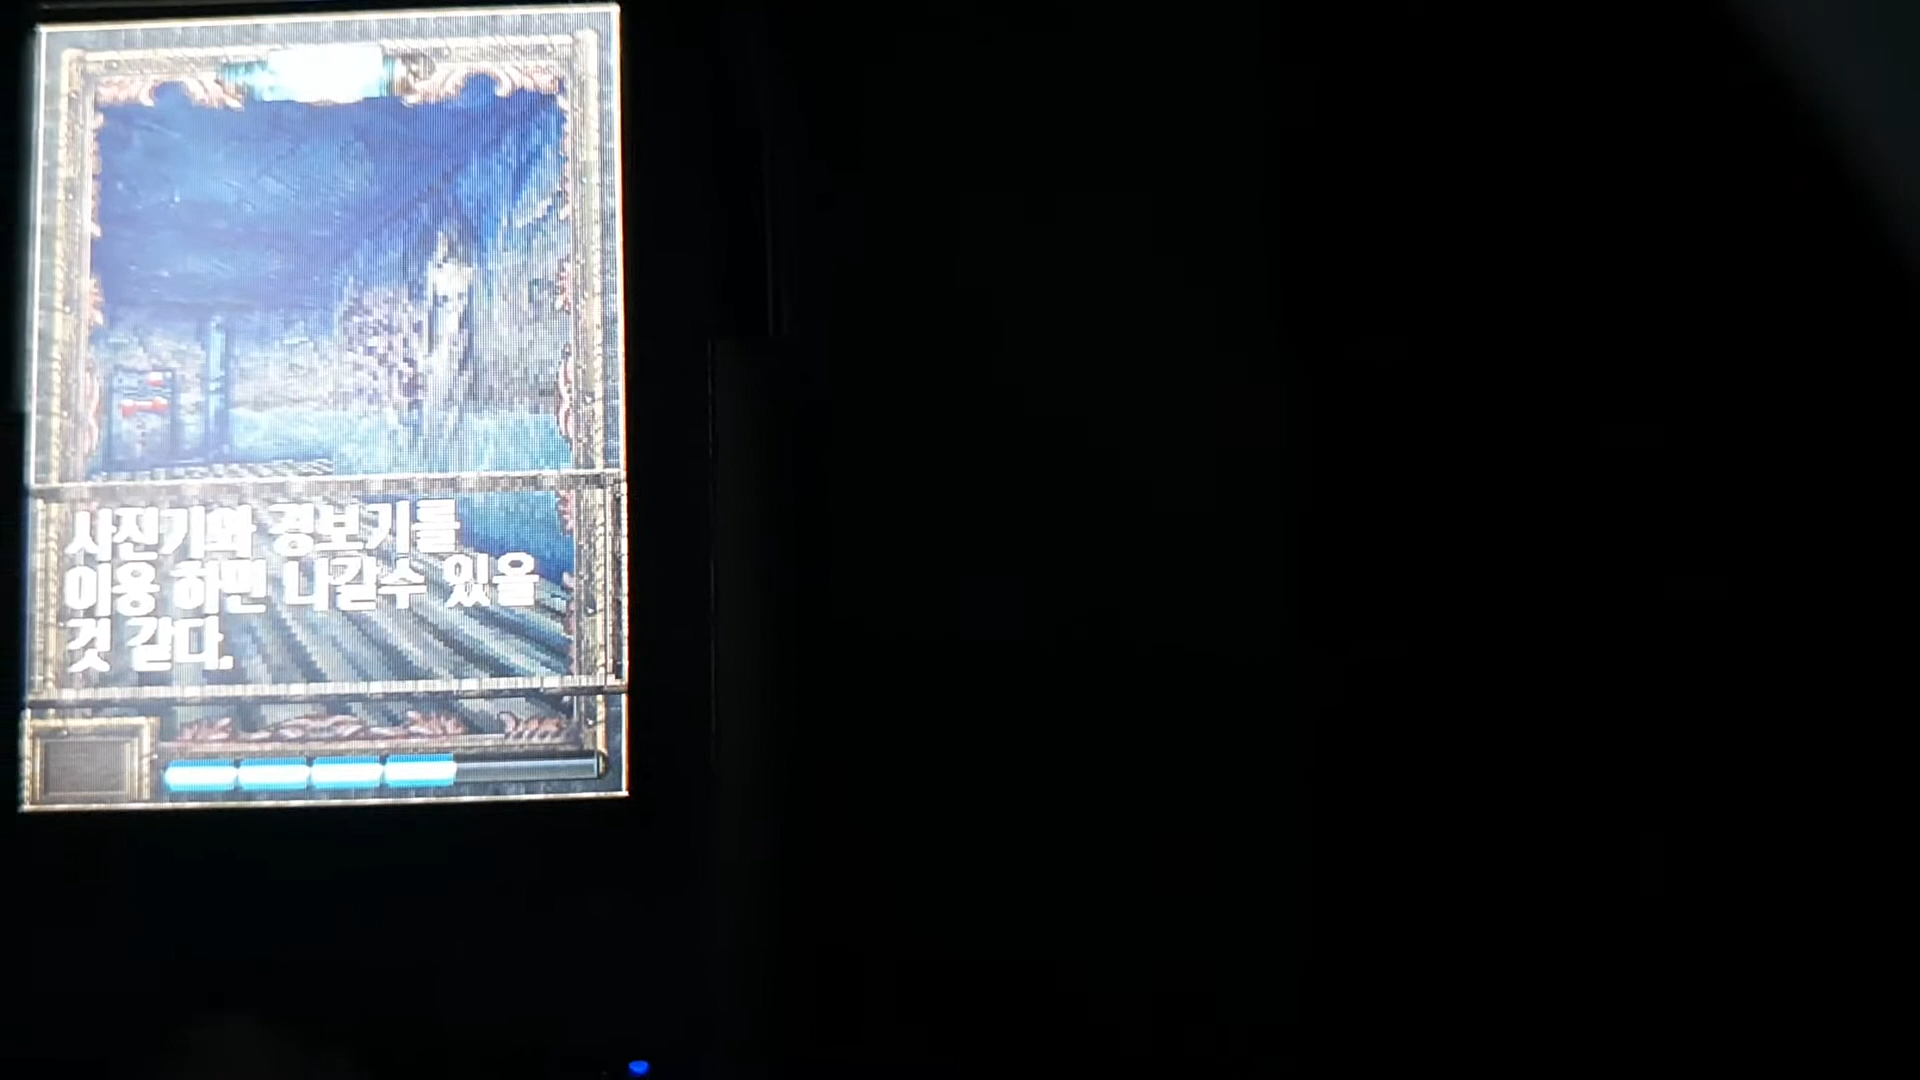 사진기와 경보기를
이용 하면 나갈수 있을
것 같다.